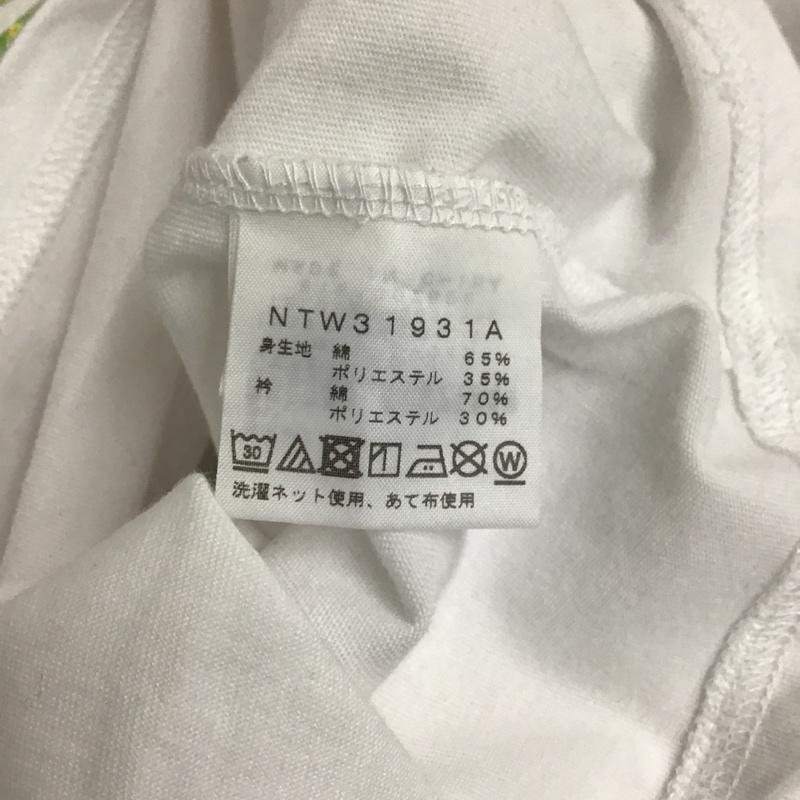 NTW31931A
身生地 綿 65%
ポリエステル 35%
衿 綿 70%
ポリエステル 30%
30 W
洗濯ネット使用、あて布使用